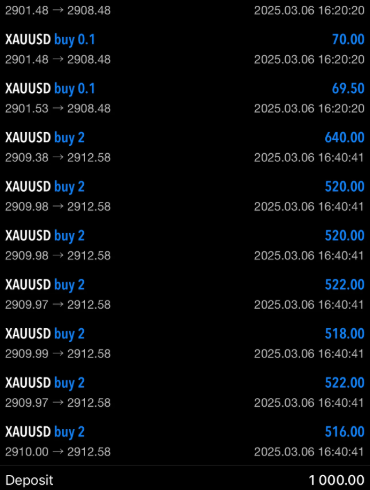 2901.48 → 2908.48 2025.03.06 16:20:20
XAUUSD buy 0.1 70.00
2901.48 → 2908.48 2025.03.06 16:20:20
XAUUSD buy 0.1 69.50
2901.53 → 2908.48 2025.03.06 16:20:20
XAUUSD buy 2 640.00
2909.38 → 2912.58 2025.03.06 16:40:41
XAUUSD buy 2 520.00
2909.98 → 2912.58 2025.03.06 16:40:41
XAUUSD buy 2 520.00
2909.98 → 2912.58 2025.03.06 16:40:41
XAUUSD buy 2 522.00
2909.97 → 2912.58 2025.03.06 16:40:41
XAUUSD buy 2 518.00
2909.99 → 2912.58 2025.03.06 16:40:41
XAUUSD buy 2 522.00
2909.97 → 2912.58 2025.03.06 16:40:41
XAUUSD buy 2 516.00
2910.00 → 2912.58 2025.03.06 16:40:41
Deposit 1 000.00